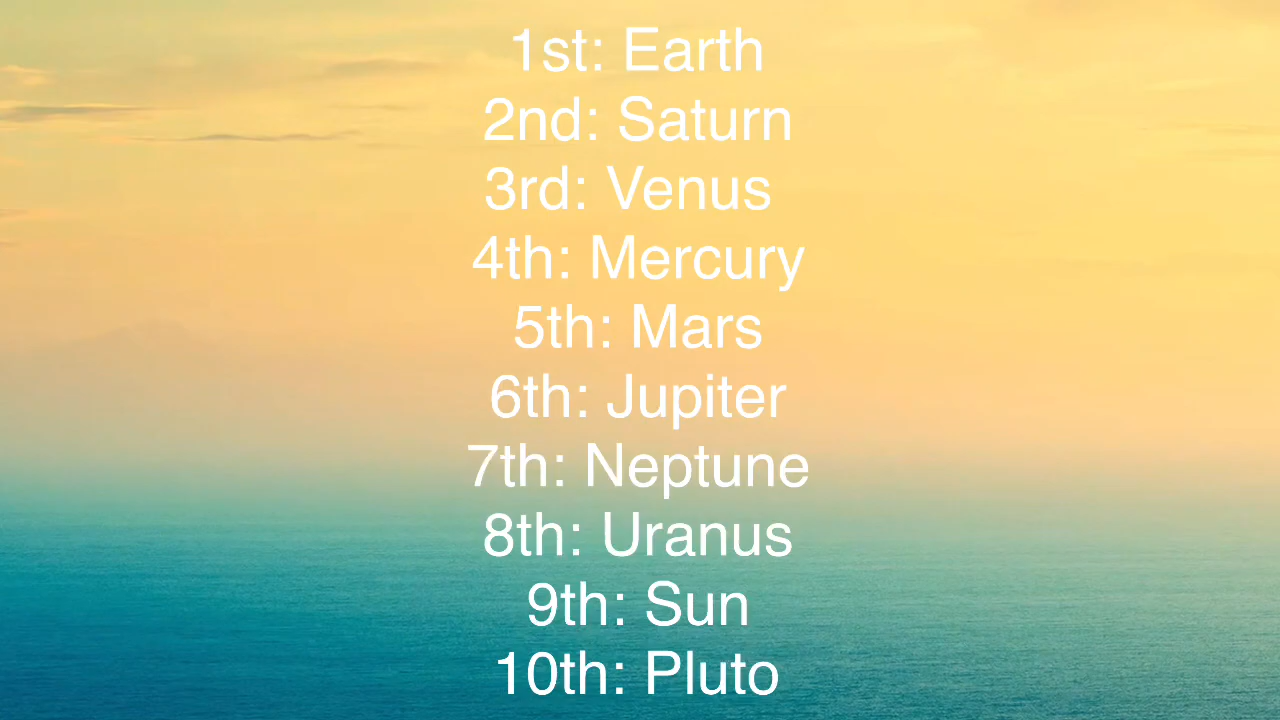 1st: Earth
2nd: Saturn
3rd: Venus
4th: Mercury
5th: Mars
6th: Jupiter
7th: Neptune
8th: Uranus
9th: Sun
10th: Pluto